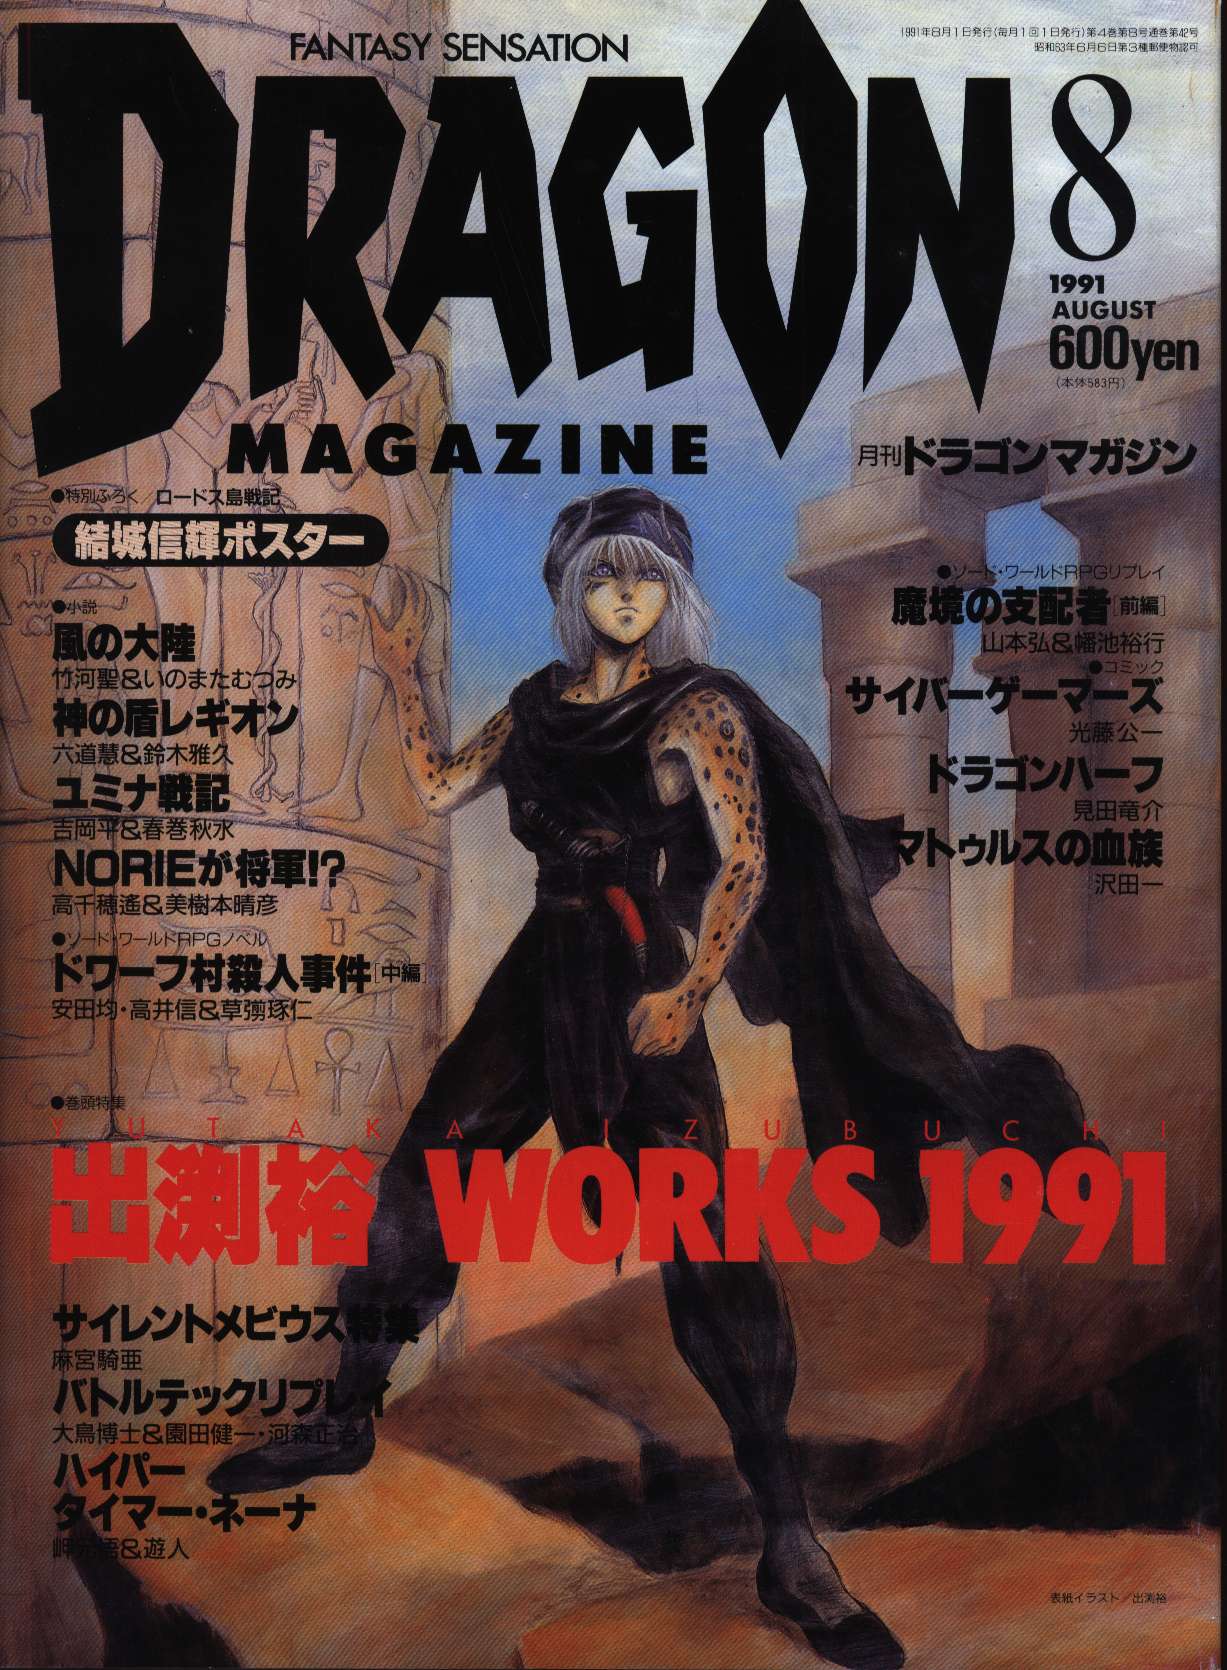 FANTASY SENSATION
1991年8月1日発行(毎月1回1日発行)第4巻第8号通巻第42号
昭和63年6月6日第3種郵便物認可
DRAGON
MAGAZINE
8
1991
AUGUST
600yen
(本体583円)
月刊ドラゴンマガジン
●特別ふろく/ロードス島戦記
結城信輝ポスター
●小説
風の大陸
竹河聖&いのまたむつみ
神の盾レギオン
六道慧&鈴木雅久
ユミナ戦記
吉岡平&春巻秋水
NORIEが将軍!?
高千穂遙&美樹本晴彦
●ソード・ワールドRPGノベル
ドワーフ村殺人事件[中編]
安田均・高井信&草彅琢仁
●ソード・ワールドRPGリプレイ
魔境の支配者[前編]
山本弘&幡池裕行
●コミック
サイバーゲーマーズ
光藤公一
ドラゴンハーフ
見田竜介
マトゥルスの血族
沢田一
●巻頭特集
YUTAKA IZUBUCHI
出渕裕 WORKS 1991
サイレントメビウス特集
麻宮騎亜
バトルテックリプレイ
大鳥博士&園田健一・河森正治
ハイパー
タイマー・ネーナ
岬兄悟&遊人
表紙イラスト/出渕裕